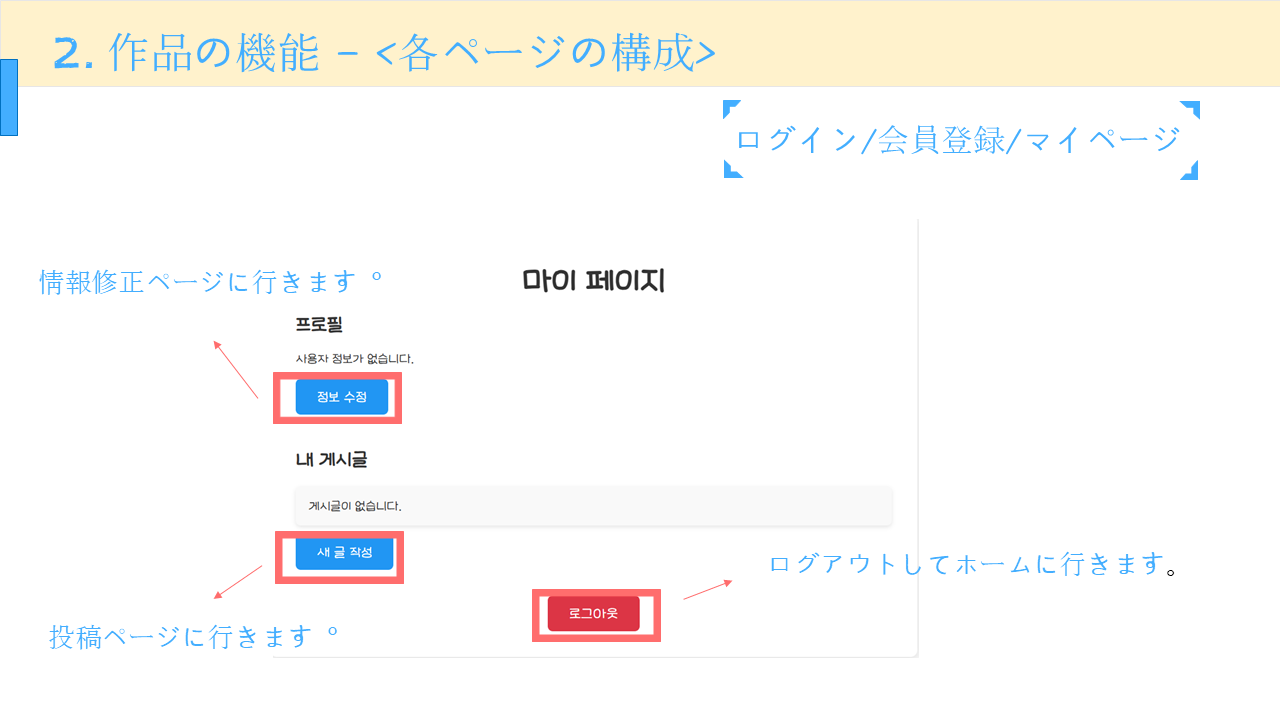 2. 作品の機能 - <各ページの構成>
ログイン/会員登録/マイページ
情報修正ページに行きます。
마이 페이지
프로필
사용자 정보가 없습니다.
정보 수정
내 게시글
게시글이 없습니다.
새 글 작성
ログアウトしてホームに行きます。
로그아웃
投稿ページに行きます。